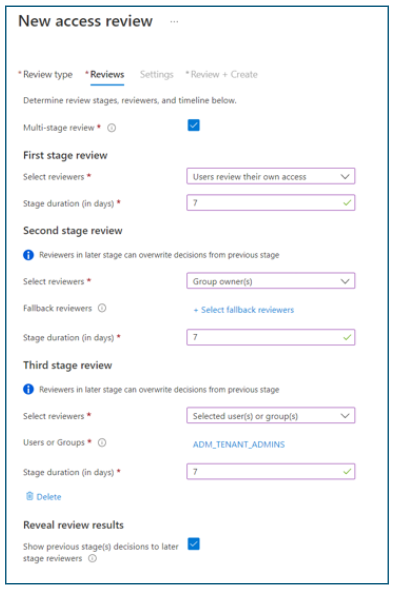 New access review ...
* Review type * Reviews Settings * Review + Create
Determine review stages, reviewers, and timeline below.
Multi-stage review *
First stage review
Select reviewers * Users review their own access
Stage duration (in days) * 7
Second stage review
Reviewers in later stage can overwrite decisions from previous stage
Select reviewers * Group owner(s)
Fallback reviewers + Select fallback reviewers
Stage duration (in days) * 7
Third stage review
Reviewers in later stage can overwrite decisions from previous stage
Select reviewers * Selected user(s) or group(s)
Users or Groups * ADM_TENANT_ADMINS
Stage duration (in days) * 7
Delete
Reveal review results
Show previous stage(s) decisions to later
stage reviewers